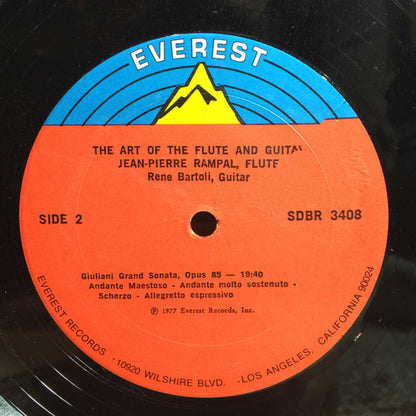 EVEREST
THE ART OF THE FLUTE AND GUITA
JEAN-PIERRE RAMPAL, FLUTE
Rene Bartoli, Guitar
SIDE 2
SDBR 3408
Giuliani Grand Sonata, Opus 85 — 19:40
Andante Maestoso - Andante molto sostenuto -
Scherzo - Allegretto espressivo
℗ 1977 Everest Records, Inc.
EVEREST RECORDS · 10920 WILSHIRE BLVD. · LOS ANGELES, CALIFORNIA 90024